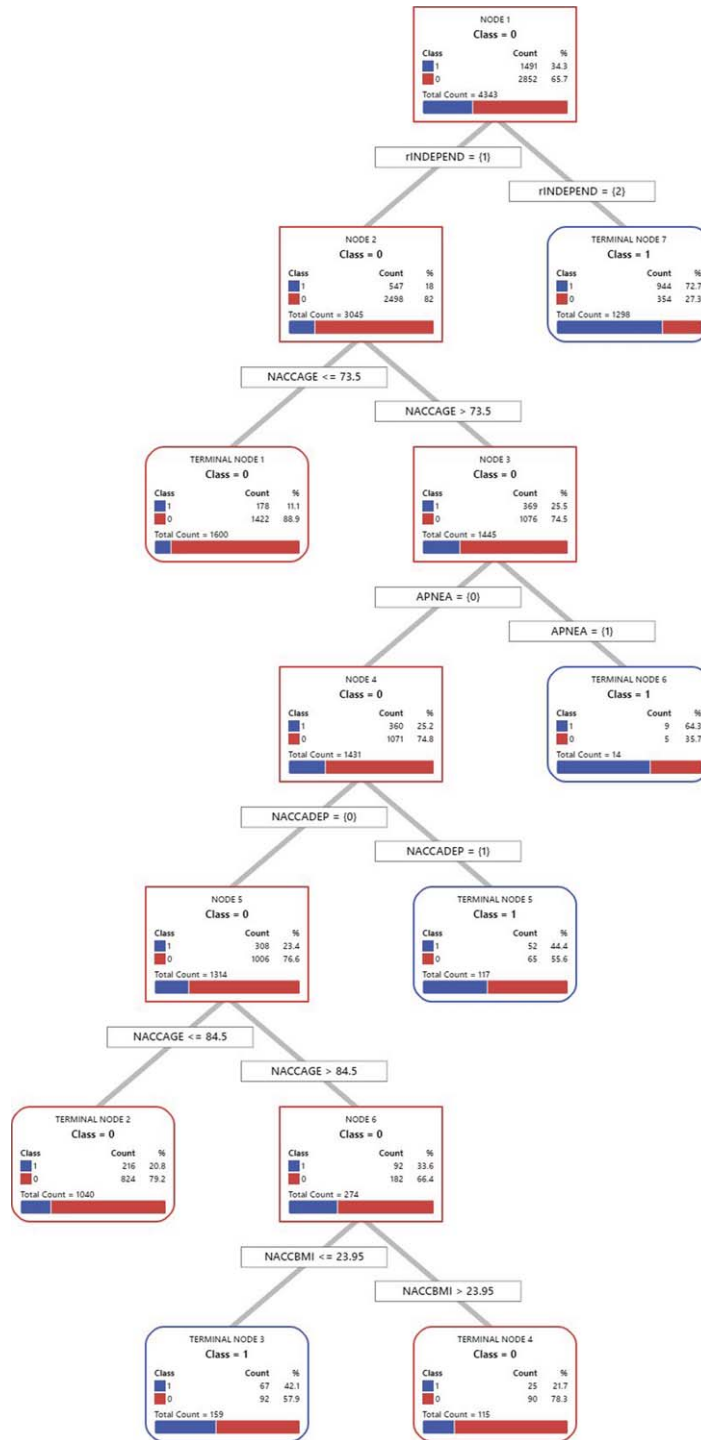 NODE 1
Class = 0
Class Count %
1 1491 34.3
0 2852 65.7
Total Count = 4343
rINDEPEND = {1}
rINDEPEND = {2}
NODE 2
Class = 0
Class Count %
1 547 18
0 2498 82
Total Count = 3045
TERMINAL NODE 7
Class = 1
Class Count %
1 944 72.7
0 354 27.3
Total Count = 1298
NACCAGE <= 73.5
NACCAGE > 73.5
TERMINAL NODE 1
Class = 0
Class Count %
1 178 11.1
0 1422 88.9
Total Count = 1600
NODE 3
Class = 0
Class Count %
1 369 25.5
0 1076 74.5
Total Count = 1445
APNEA = {0}
APNEA = {1}
NODE 4
Class = 0
Class Count %
1 360 25.2
0 1071 74.8
Total Count = 1431
TERMINAL NODE 6
Class = 1
Class Count %
1 9 64.3
0 5 35.7
Total Count = 14
NACCADEP = {0}
NACCADEP = {1}
NODE 5
Class = 0
Class Count %
1 308 23.4
0 1006 76.6
Total Count = 1314
TERMINAL NODE 5
Class = 1
Class Count %
1 52 44.4
0 65 55.6
Total Count = 117
NACCAGE <= 84.5
NACCAGE > 84.5
TERMINAL NODE 2
Class = 0
Class Count %
1 216 20.8
0 824 79.2
Total Count = 1040
NODE 6
Class = 0
Class Count %
1 92 33.6
0 182 66.4
Total Count = 274
NACCBMI <= 23.95
NACCBMI > 23.95
TERMINAL NODE 3
Class = 1
Class Count %
1 67 42.1
0 92 57.9
Total Count = 159
TERMINAL NODE 4
Class = 0
Class Count %
1 25 21.7
0 90 78.3
Total Count = 115